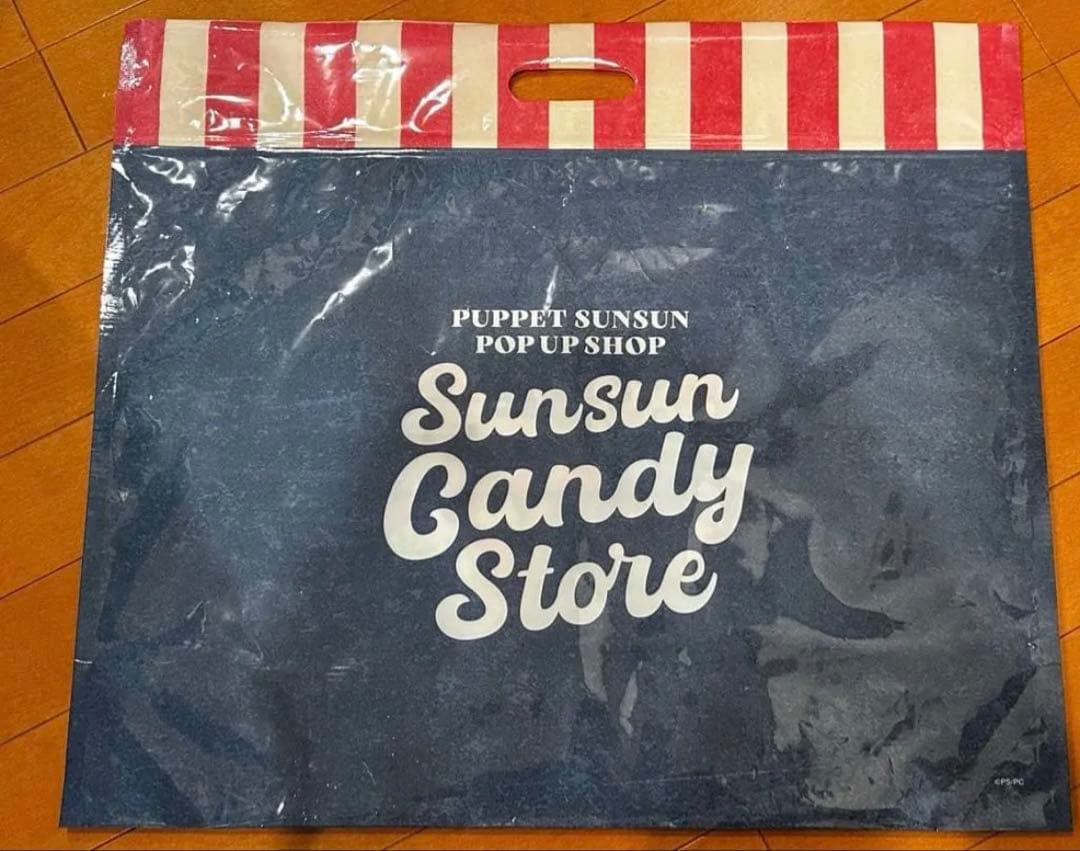 PUPPET SUNSUN
POP UP SHOP
Sunsun
Candy
Store
©PS/PC